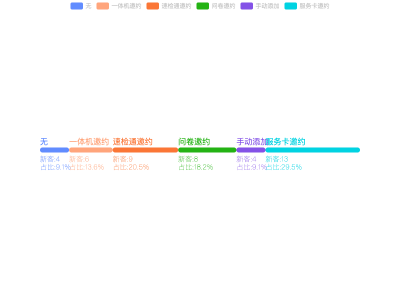 无 一体机邀约 速检通邀约 问卷邀约 手动添加 服务卡邀约
无 一体机邀约 速检通邀约 问卷邀约 手动添加 服务卡邀约
新客:4 新客:6 新客:9 新客:8 新客:4 新客:13
占比:9.1% 占比:13.6% 占比:20.5% 占比:18.2% 占比:9.1% 占比:29.5%